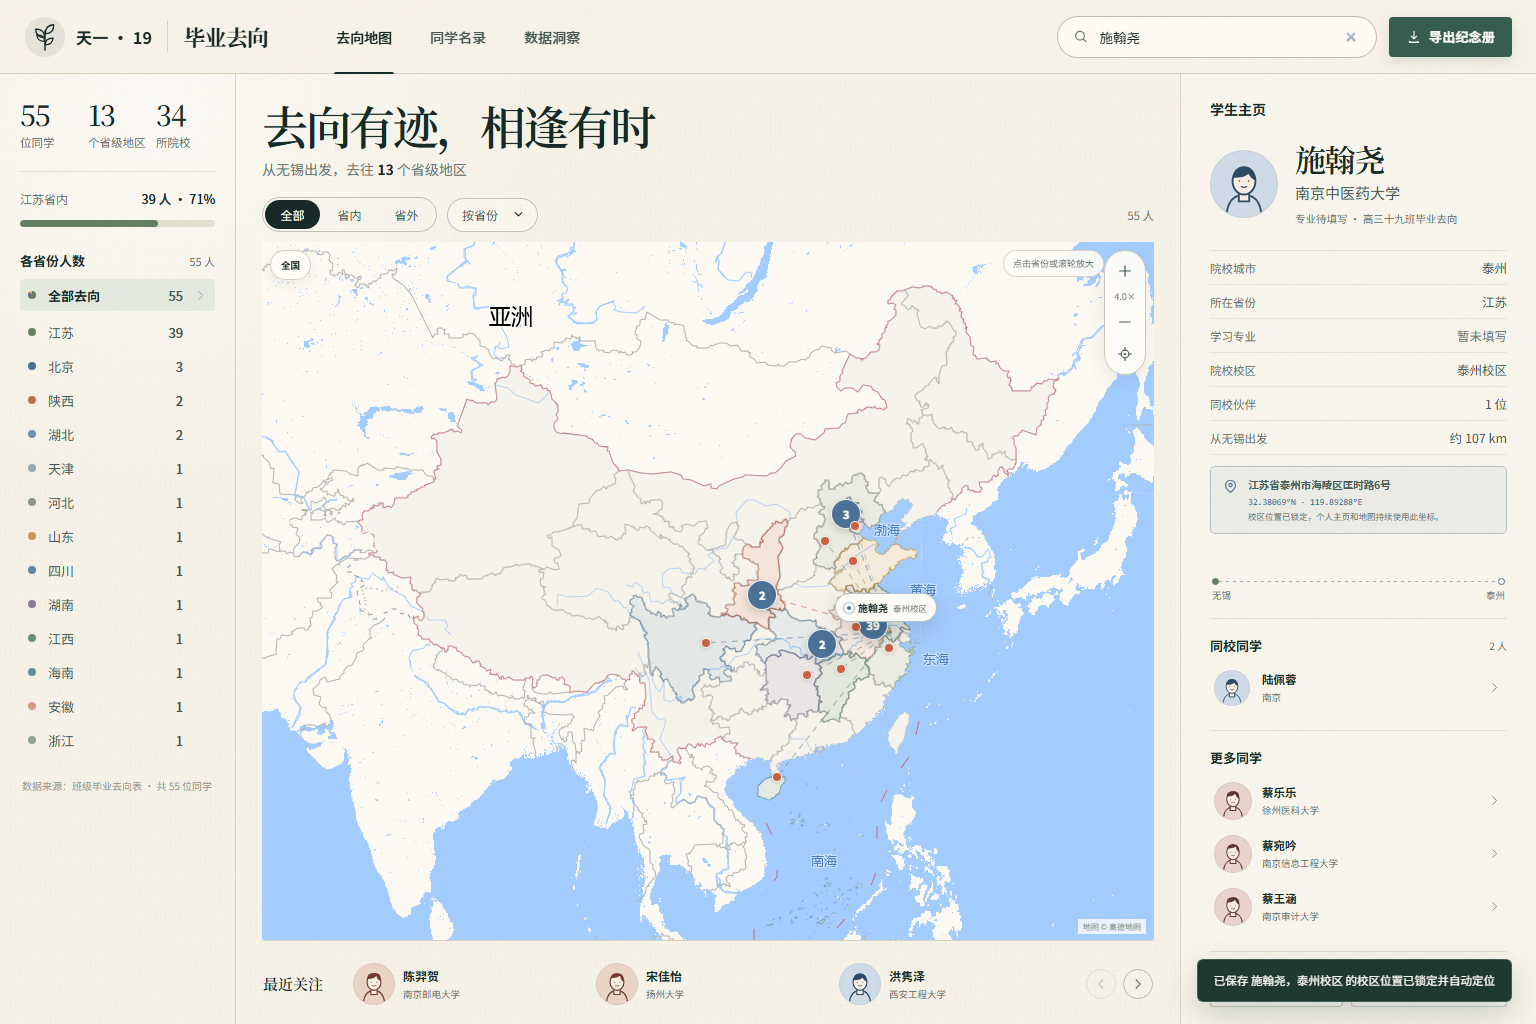 天一 · 19
毕业去向
去向地图
同学名录
数据洞察
施翰尧
导出纪念册
55
位同学
13
个省级地区
34
所院校
江苏省内
39 人 · 71%
各省份人数
55 人
全部去向 55
江苏 39
北京 3
陕西 2
湖北 2
天津 1
河北 1
山东 1
四川 1
湖南 1
江西 1
海南 1
安徽 1
浙江 1
数据来源：班级毕业去向表 · 共 55 位同学
去向有迹，相逢有时
从无锡出发，去往 13 个省级地区
全部
省内
省外
按省份
55 人
全国
点击省份或滚轮放大
4.0×
亚洲
3
渤海
黄海
2
施翰尧 泰州校区
39
2
东海
南海
地图 © 高德地图
最近关注
陈羿贺
南京邮电大学
宋佳怡
扬州大学
洪隽泽
西安工程大学
学生主页
施翰尧
南京中医药大学
专业待填写 · 高三十九班毕业去向
院校城市 泰州
所在省份 江苏
学习专业 暂未填写
院校校区 泰州校区
同校伙伴 1 位
从无锡出发 约 107 km
江苏省泰州市海陵区匡时路6号
32.38069°N · 119.89288°E
校区位置已锁定，个人主页和地图持续使用此坐标。
无锡
泰州
同校同学
2 人
陆佩蓉
南京
更多同学
蔡乐乐
徐州医科大学
蔡宛吟
南京信息工程大学
蔡王涵
南京审计大学
已保存 施翰尧，泰州校区 的校区位置已锁定并自动定位